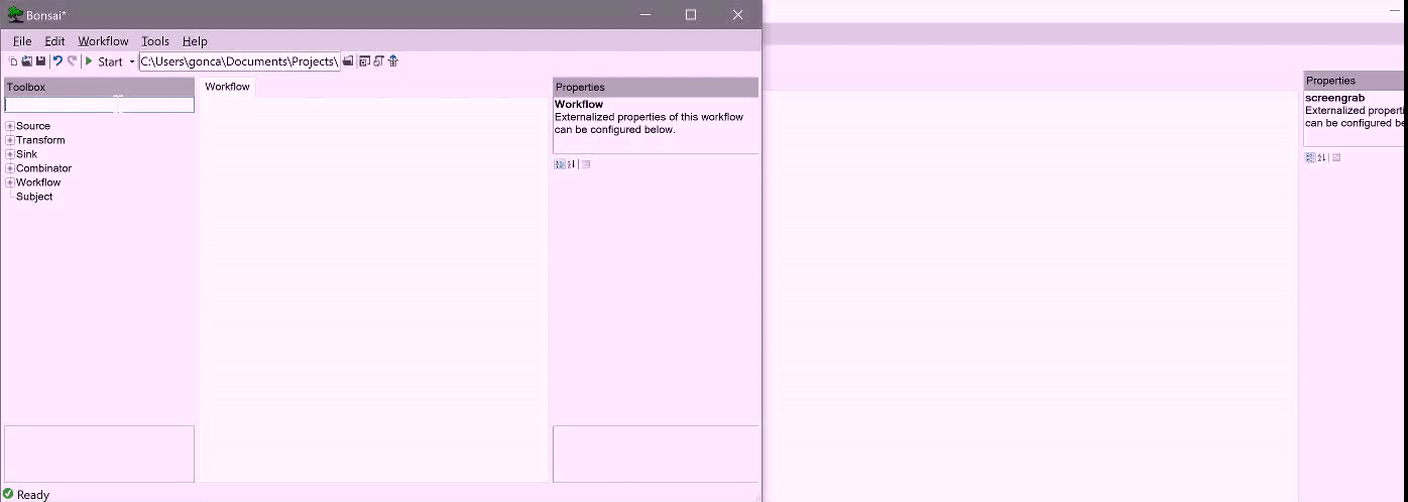 Bonsai*
File Edit Workflow Tools Help
Start C:\Users\gonca\Documents\Projects\
Toolbox
Source
Transform
Sink
Combinator
Workflow
Subject
Workflow
Properties
Workflow
Externalized properties of this workflow
can be configured below.
Ready
Properties
screengrab
Externalized properti
can be configured be